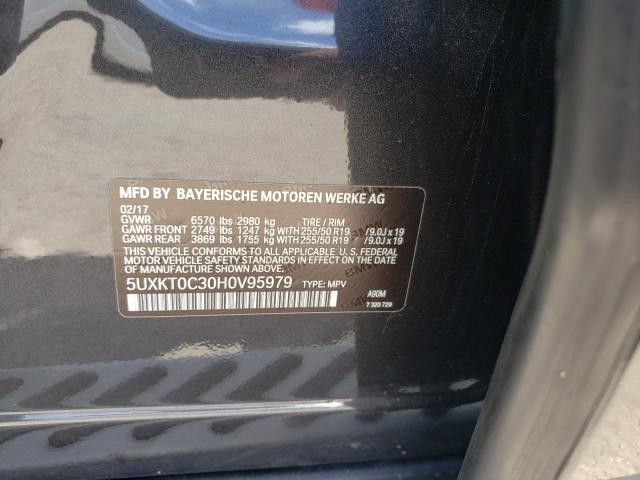 MFD BY BAYERISCHE MOTOREN WERKE AG
02/17
GVWR 6570 lbs 2980 kg TIRE / RIM
GAWR FRONT 2749 lbs 1247 kg WITH 255/50 R19 /9.0J x 19
GAWR REAR 3869 lbs 1755 kg WITH 255/50 R19 /9.0J x 19
THIS VEHICLE CONFORMS TO ALL APPLICABLE U.S. FEDERAL
MOTOR VEHICLE SAFETY STANDARDS IN EFFECT ON THE DATE
OF MANUFACTURE SHOWN ABOVE.
5UXKT0C30H0V95979 TYPE: MPV A90M
7 320 729